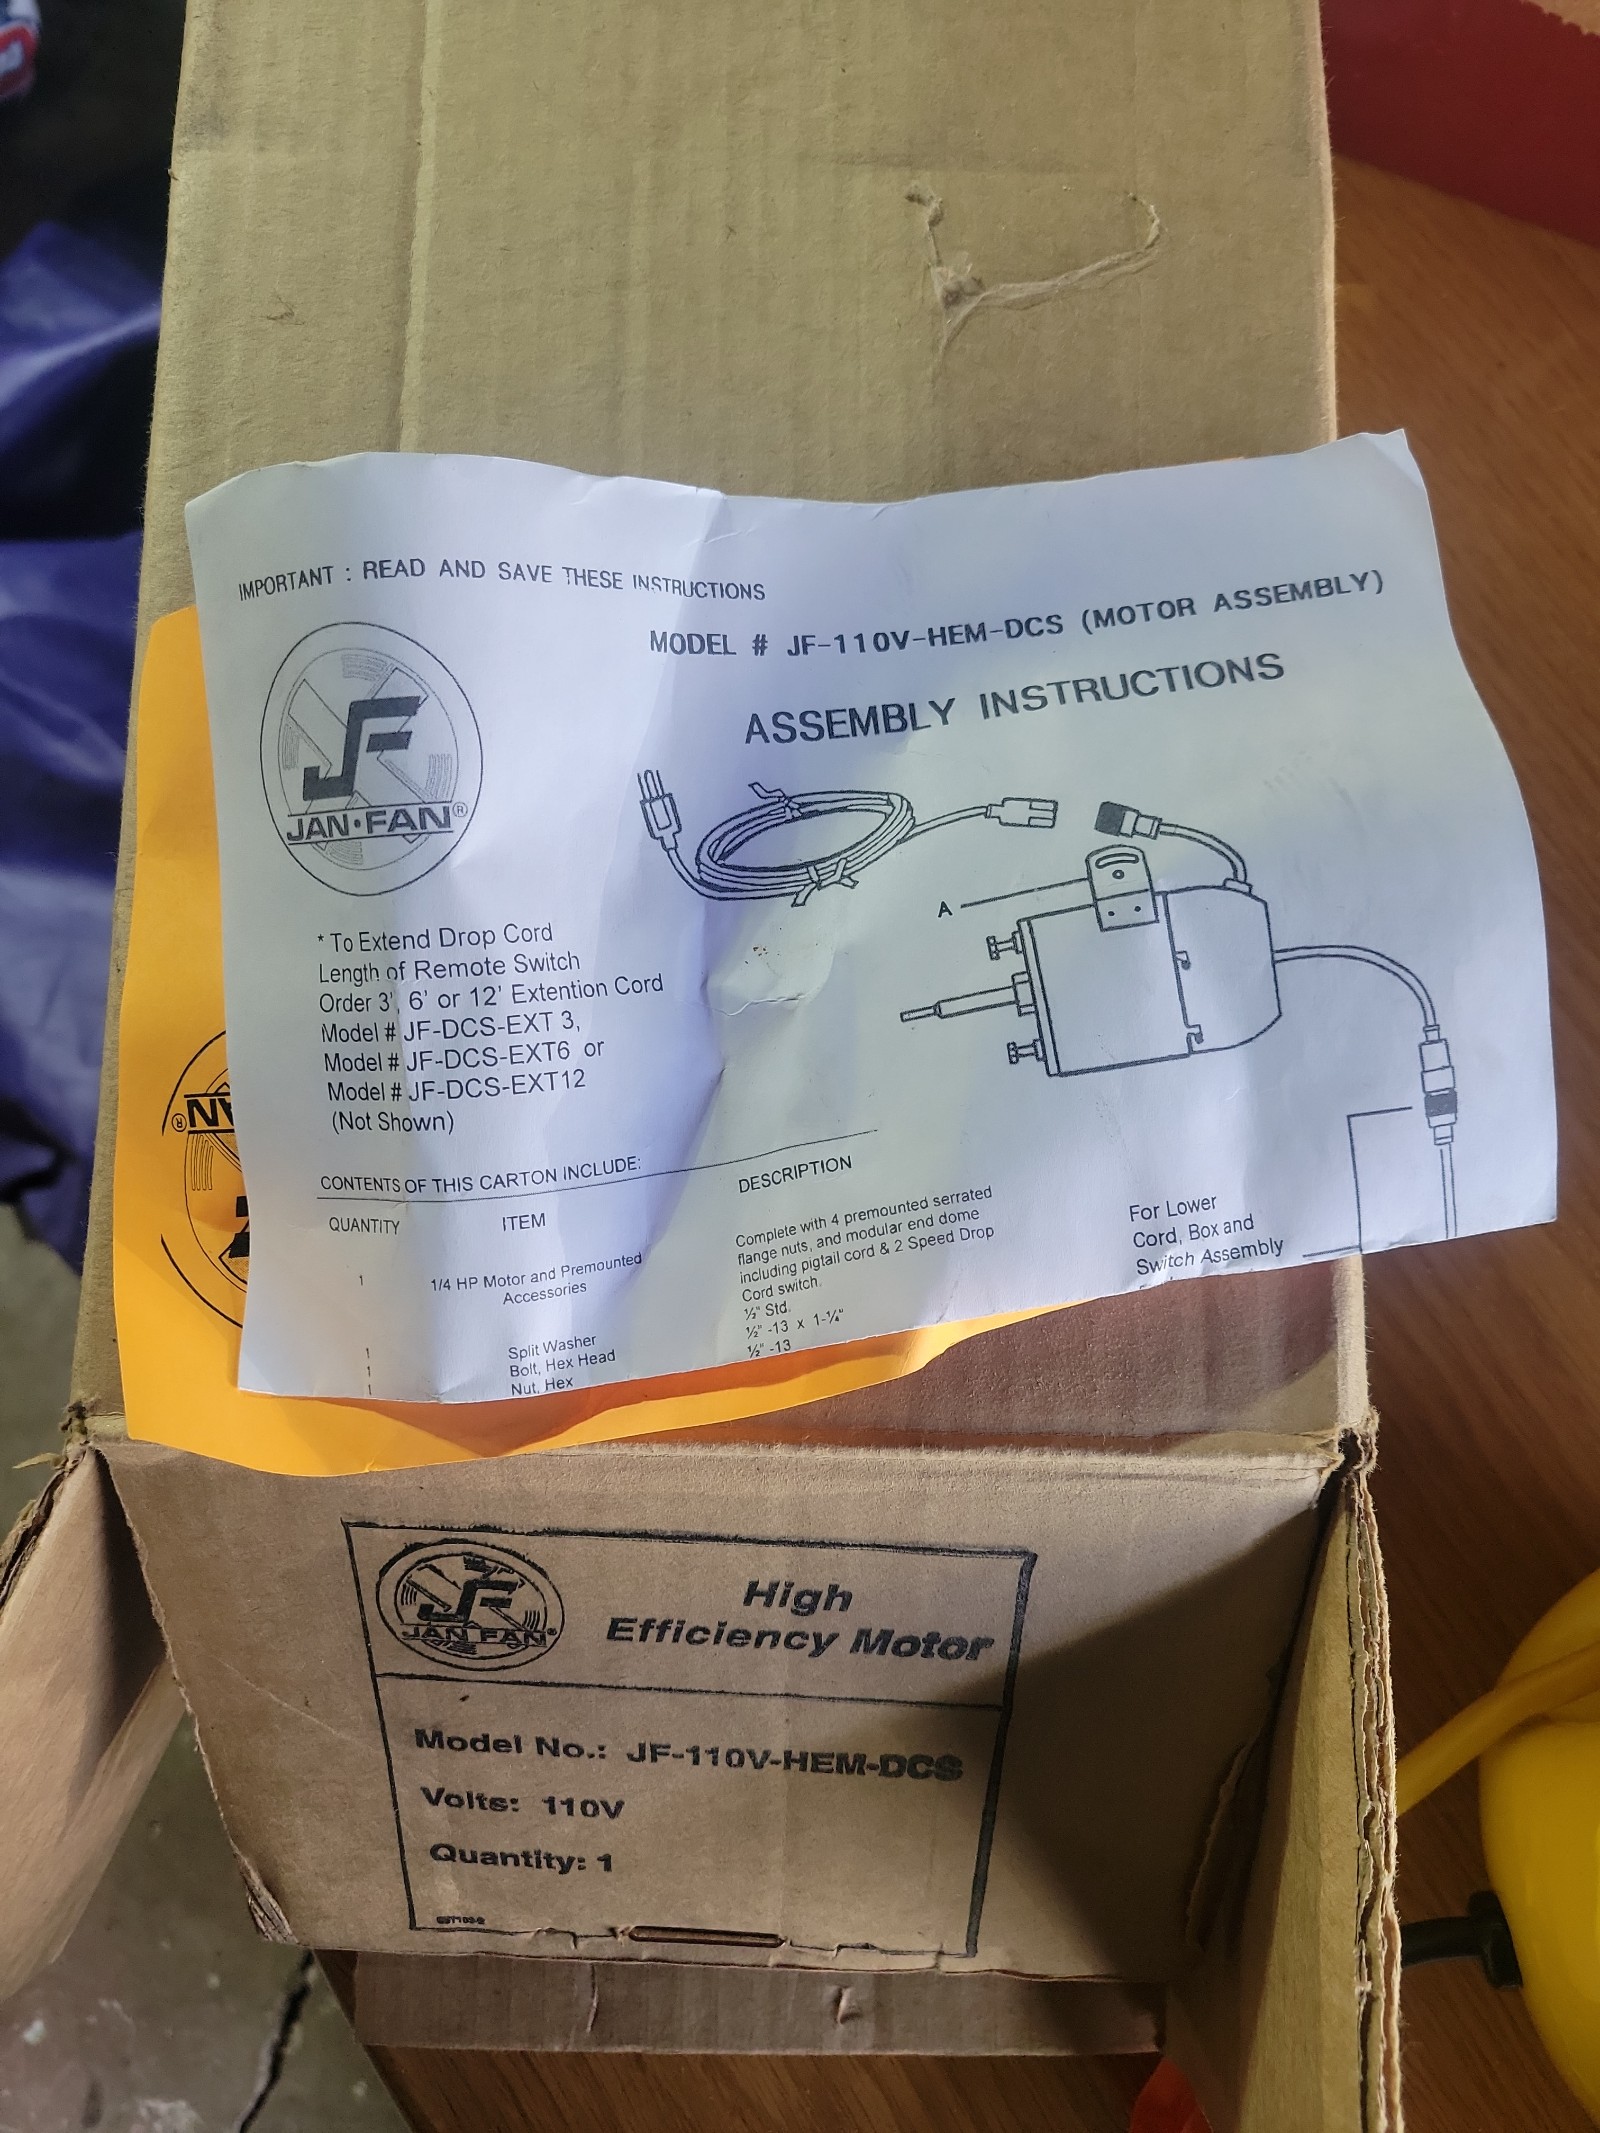 IMPORTANT : READ AND SAVE THESE INSTRUCTIONS
MODEL # JF-110V-HEM-DCS (MOTOR ASSEMBLY)
ASSEMBLY INSTRUCTIONS
JF
JAN·FAN®
A
* To Extend Drop Cord
Length of Remote Switch
Order 3', 6' or 12' Extention Cord
Model # JF-DCS-EXT 3,
Model # JF-DCS-EXT6 or
Model # JF-DCS-EXT12
(Not Shown)
For Lower
Cord, Box and
Switch Assembly
CONTENTS OF THIS CARTON INCLUDE:
QUANTITY ITEM DESCRIPTION
1 1/4 HP Motor and Premounted Accessories
Complete with 4 premounted serrated
flange nuts, and modular end dome
including pigtail cord & 2 Speed Drop
Cord switch.
1 Split Washer ½" Std.
1 Bolt, Hex Head ½" -13 x 1-¼"
1 Nut, Hex ½" -13
AN®
JF
JAN FAN®
High
Efficiency Motor
Model No.: JF-110V-HEM-DCS
Volts: 110V
Quantity: 1